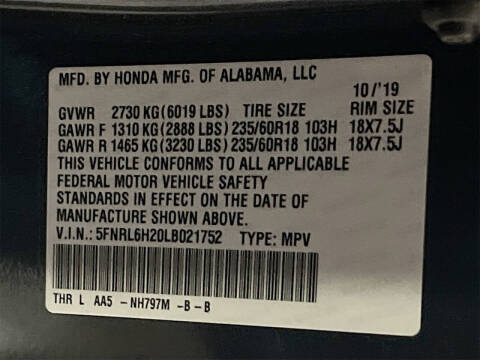 MFD. BY HONDA MFG. OF ALABAMA, LLC
10/'19
GVWR 2730 KG(6019 LBS) TIRE SIZE RIM SIZE
GAWR F 1310 KG(2888 LBS) 235/60R18 103H 18X7.5J
GAWR R 1465 KG(3230 LBS) 235/60R18 103H 18X7.5J
THIS VEHICLE CONFORMS TO ALL APPLICABLE
FEDERAL MOTOR VEHICLE SAFETY
STANDARDS IN EFFECT ON THE DATE OF
MANUFACTURE SHOWN ABOVE.
V.I.N.: 5FNRL6H20LB021752 TYPE: MPV
THR L AA5 -NH797M -B-B